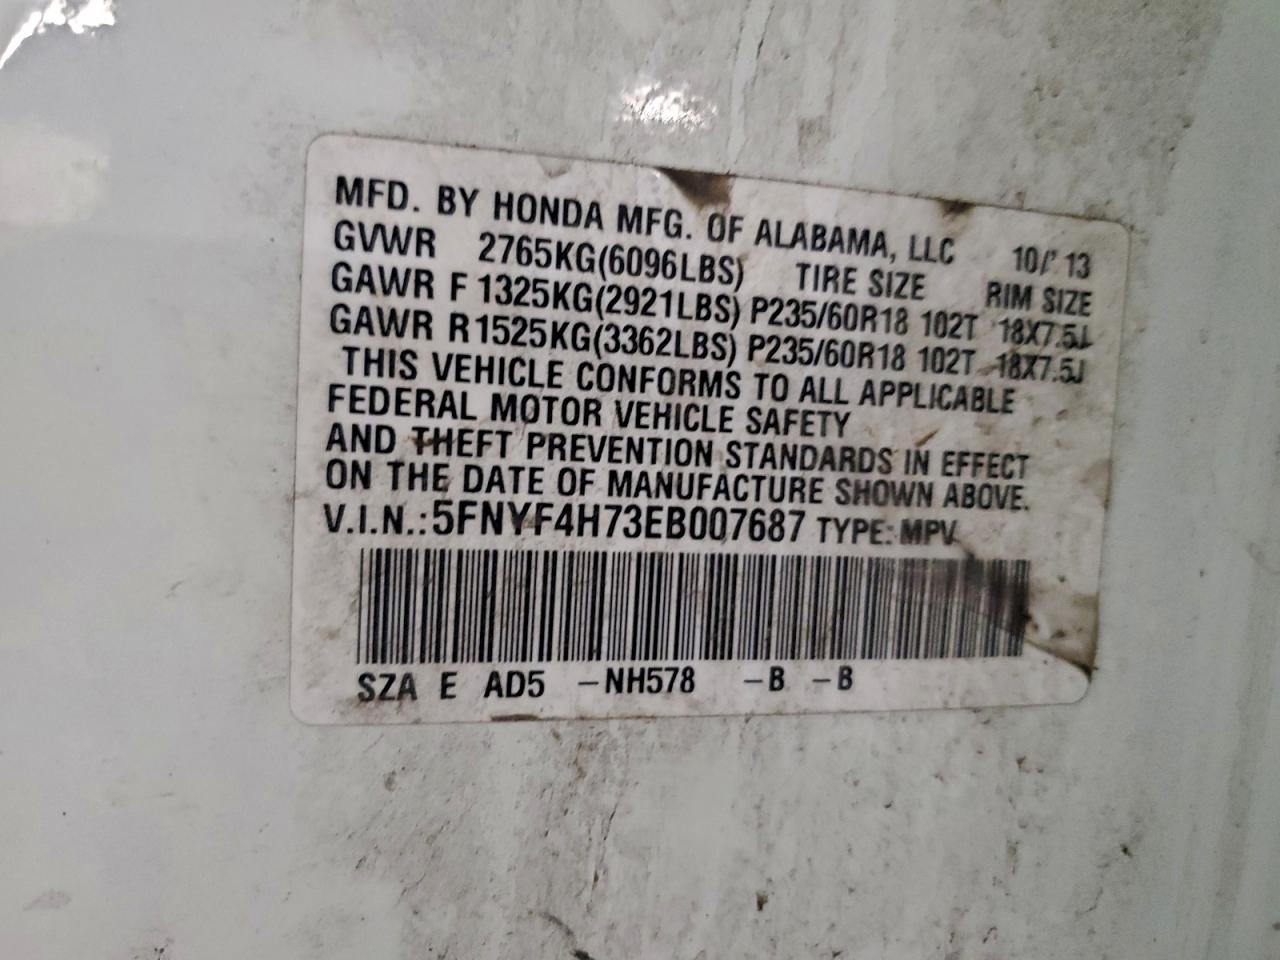 MFD. BY HONDA MFG. OF ALABAMA, LLC 10/ 13
GVWR 2765KG(6096LBS) TIRE SIZE RIM SIZE
GAWR F 1325KG(2921LBS) P235/60R18 102T 18X7.5J
GAWR R 1525KG(3362LBS) P235/60R18 102T 18X7.5J
THIS VEHICLE CONFORMS TO ALL APPLICABLE
FEDERAL MOTOR VEHICLE SAFETY
AND THEFT PREVENTION STANDARDS IN EFFECT
ON THE DATE OF MANUFACTURE SHOWN ABOVE.
V.I.N.:5FNYF4H73EB007687 TYPE: MPV
SZA E AD5 -NH578 -B -B